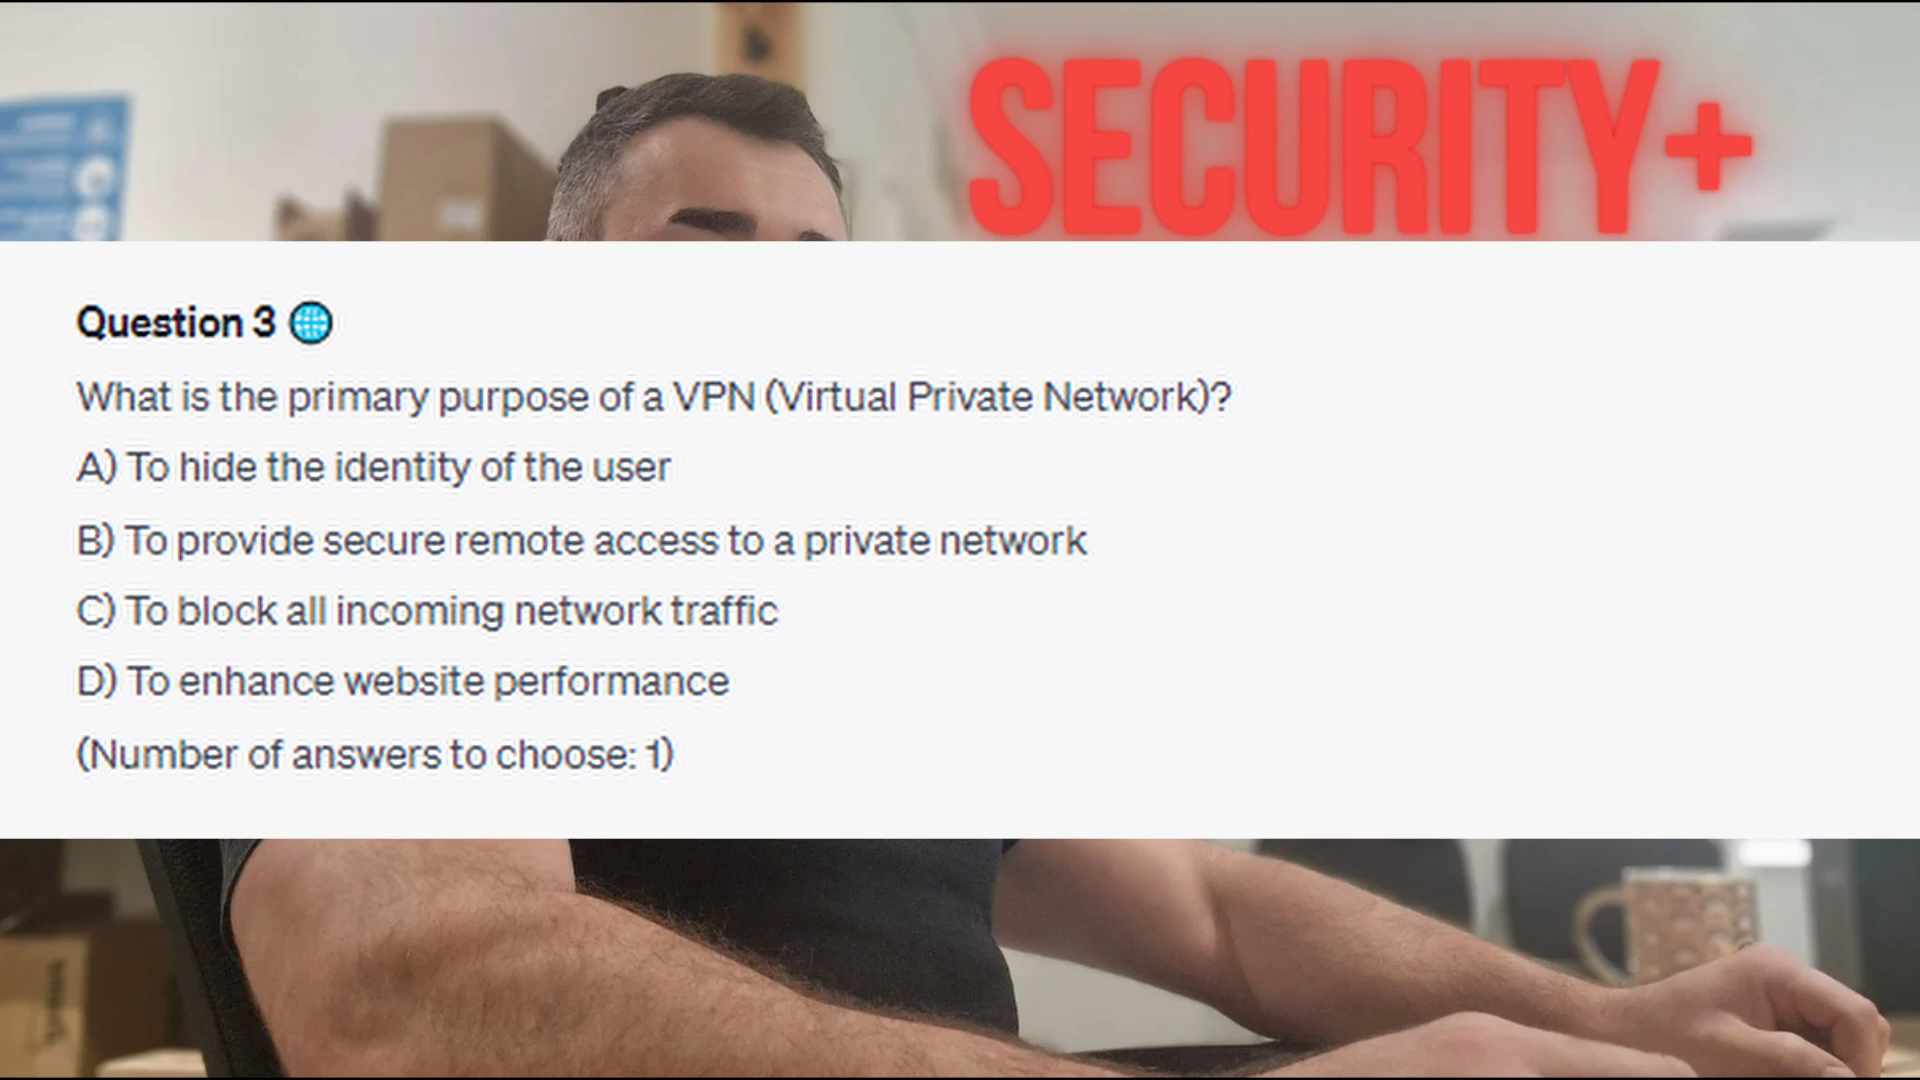 SECURITY+
Question 3 🌐
What is the primary purpose of a VPN (Virtual Private Network)?
A) To hide the identity of the user
B) To provide secure remote access to a private network
C) To block all incoming network traffic
D) To enhance website performance
(Number of answers to choose: 1)